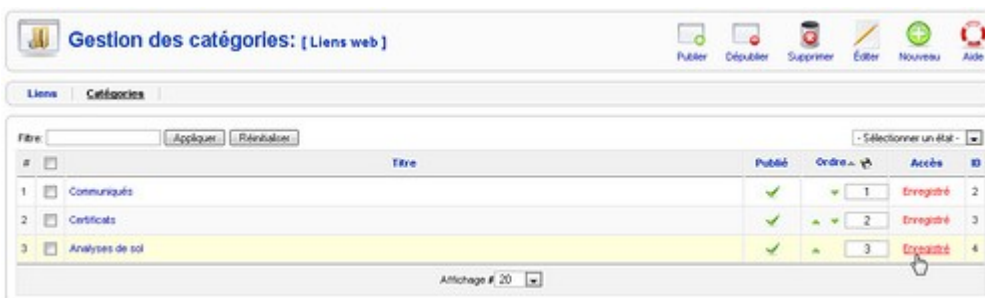 Gestion des catégories: [ Liens web ]
Publier Dépublier Supprimer Éditer Nouveau Aide
Liens Catégories
Filtre: Appliquer Réinitialiser - Sélectionner un état -
# Titre Publié Ordre Accès ID
1 Communiqués 1 Enregistré 2
2 Certificats 2 Enregistré 3
3 Analyses de sol 3 Enregistré 4
Affichage # 20